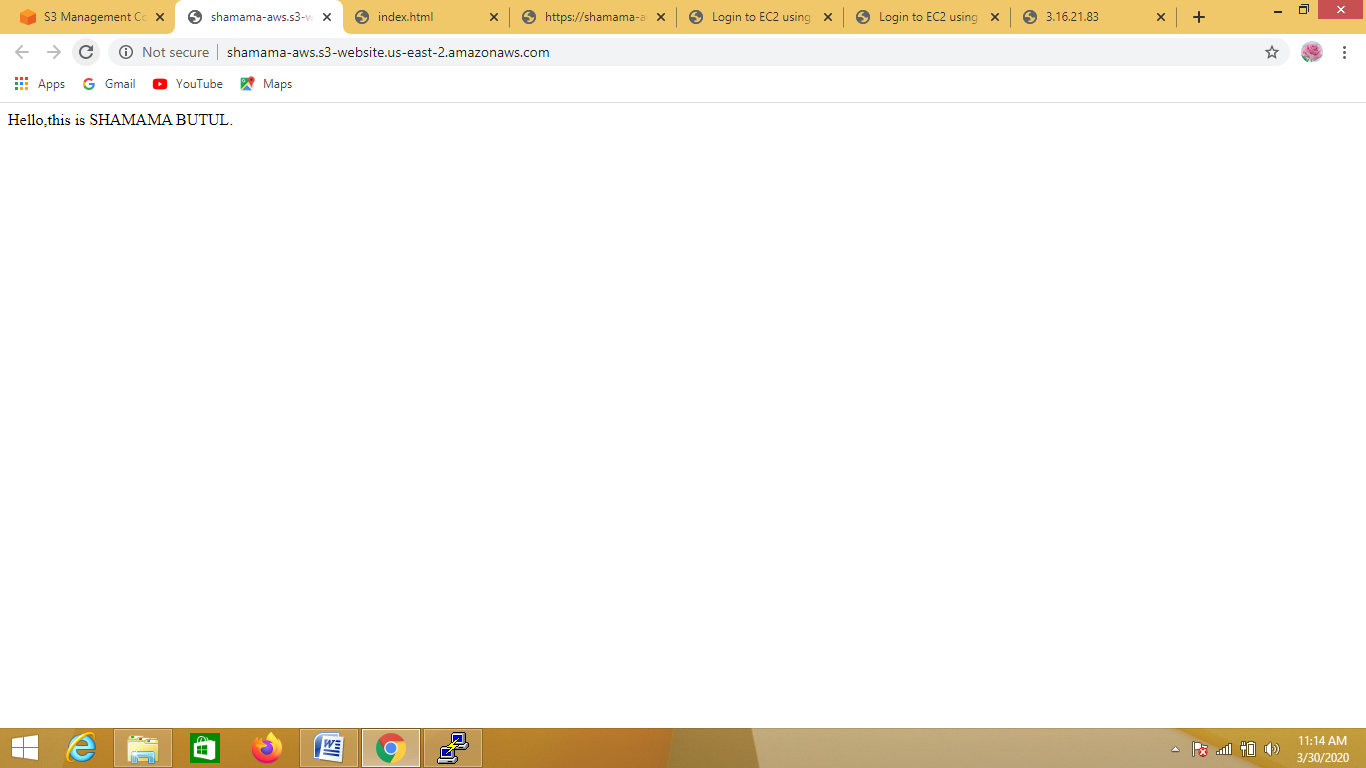 S3 Management Co
shamama-aws.s3-w
index.html
https://shamama-a
Login to EC2 using
Login to EC2 using
3.16.21.83
Not secure shamama-aws.s3-website.us-east-2.amazonaws.com
Apps Gmail YouTube Maps
Hello,this is SHAMAMA BUTUL.
11:14 AM
3/30/2020